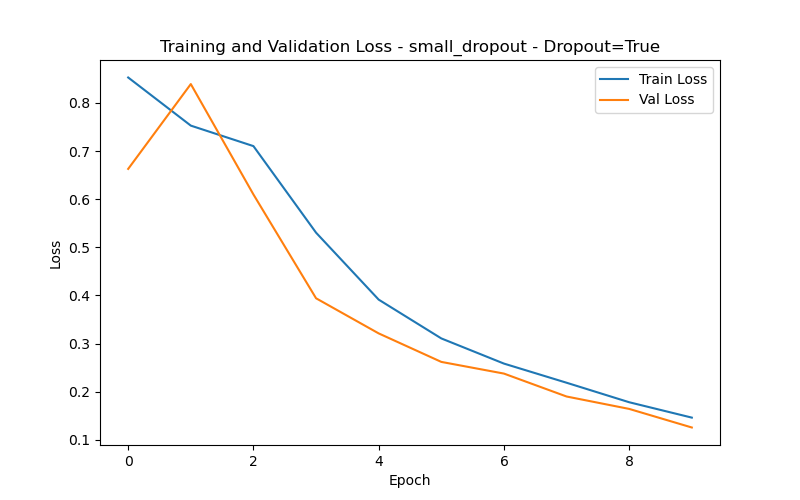 Training and Validation Loss - small_dropout - Dropout=True
Train Loss
Val Loss
0.8
0.7
0.6
0.5
0.4
0.3
0.2
0.1
Loss
0 2 4 6 8
Epoch